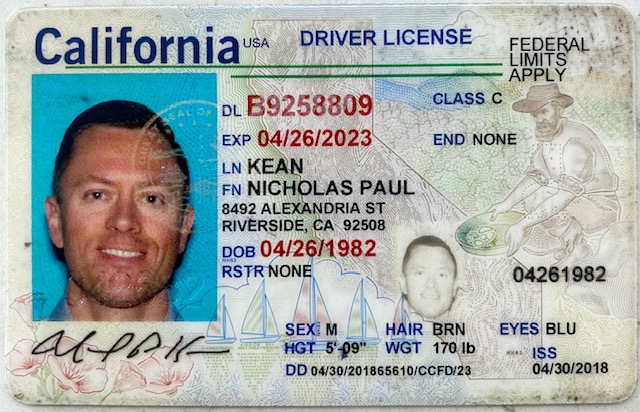 California USA DRIVER LICENSE
FEDERAL
LIMITS
APPLY
DL B9258809 CLASS C
EXP 04/26/2023 END NONE
LN KEAN
FN NICHOLAS PAUL
8492 ALEXANDRIA ST
RIVERSIDE, CA 92508
DOB 04/26/1982
RSTR NONE 04261982
SEX M HAIR BRN EYES BLU
HGT 5'-09" WGT 170 lb ISS
DD 04/30/201865610/CCFD/23 04/30/2018